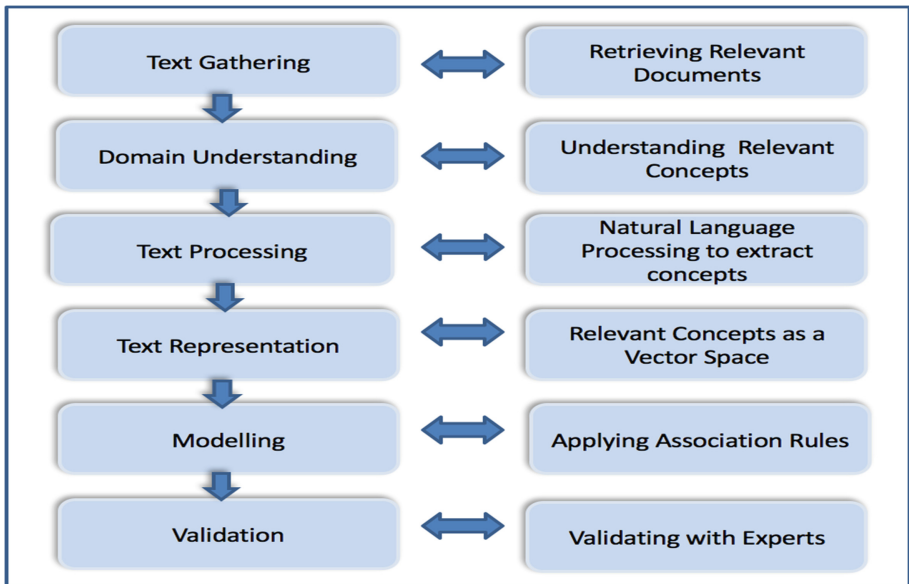 Text Gathering
Retrieving Relevant
Documents
Domain Understanding
Understanding Relevant
Concepts
Text Processing
Natural Language
Processing to extract
concepts
Text Representation
Relevant Concepts as a
Vector Space
Modelling
Applying Association Rules
Validation
Validating with Experts